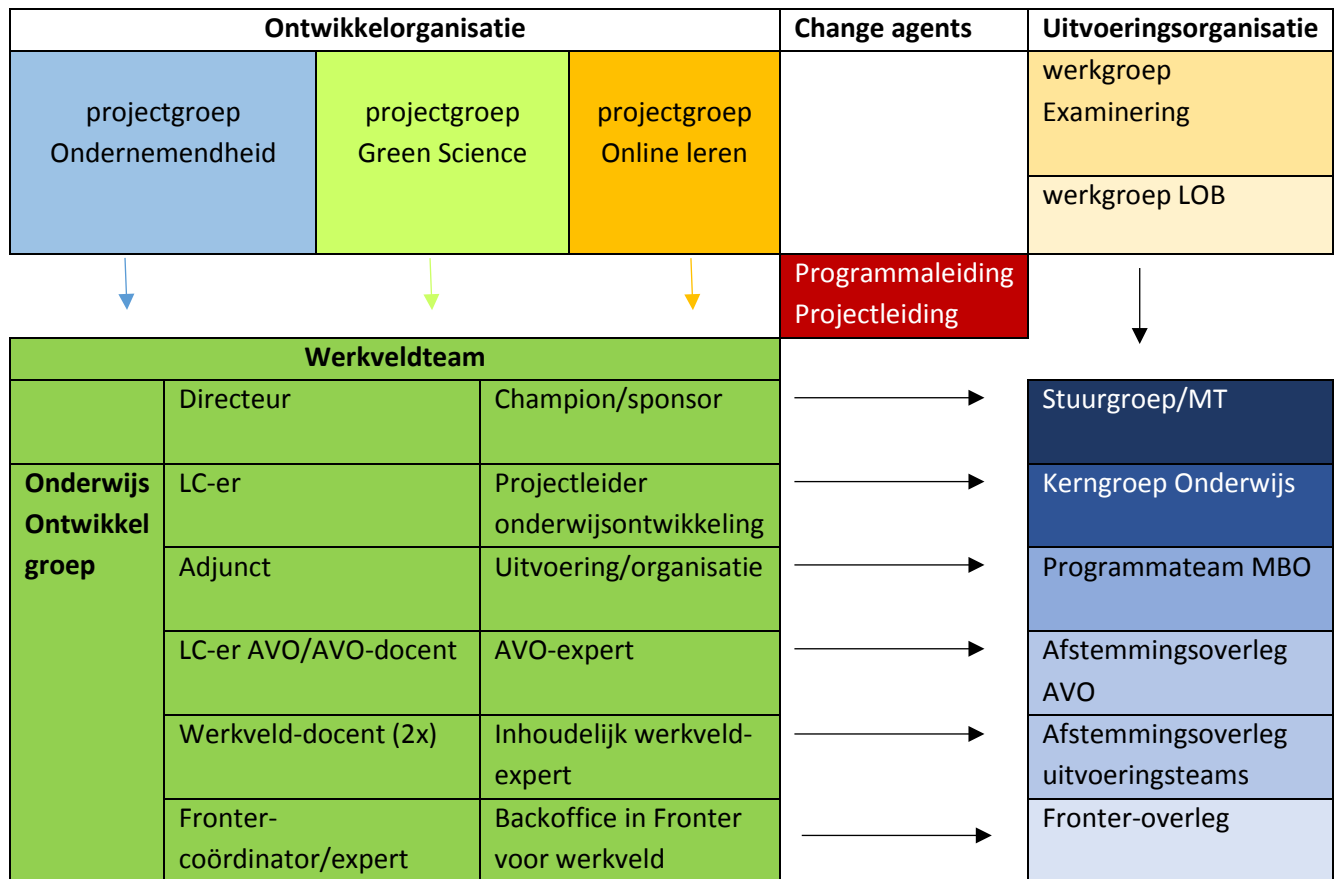 Ontwikkelorganisatie
Change agents
Uitvoeringsorganisatie
projectgroep
Ondernemendheid
projectgroep
Green Science
projectgroep
Online leren
werkgroep
Examinering
werkgroep LOB
Programmaleiding
Projectleiding
Werkveldteam
Directeur
Champion/sponsor
Stuurgroep/MT
Onderwijs
Ontwikkel
groep
LC-er
Projectleider
onderwijsontwikkeling
Kerngroep Onderwijs
Adjunct
Uitvoering/organisatie
Programmateam MBO
LC-er AVO/AVO-docent
AVO-expert
Afstemmingsoverleg
AVO
Werkveld-docent (2x)
Inhoudelijk werkveld-
expert
Afstemmingsoverleg
uitvoeringsteams
Fronter-
coördinator/expert
Backoffice in Fronter
voor werkveld
Fronter-overleg